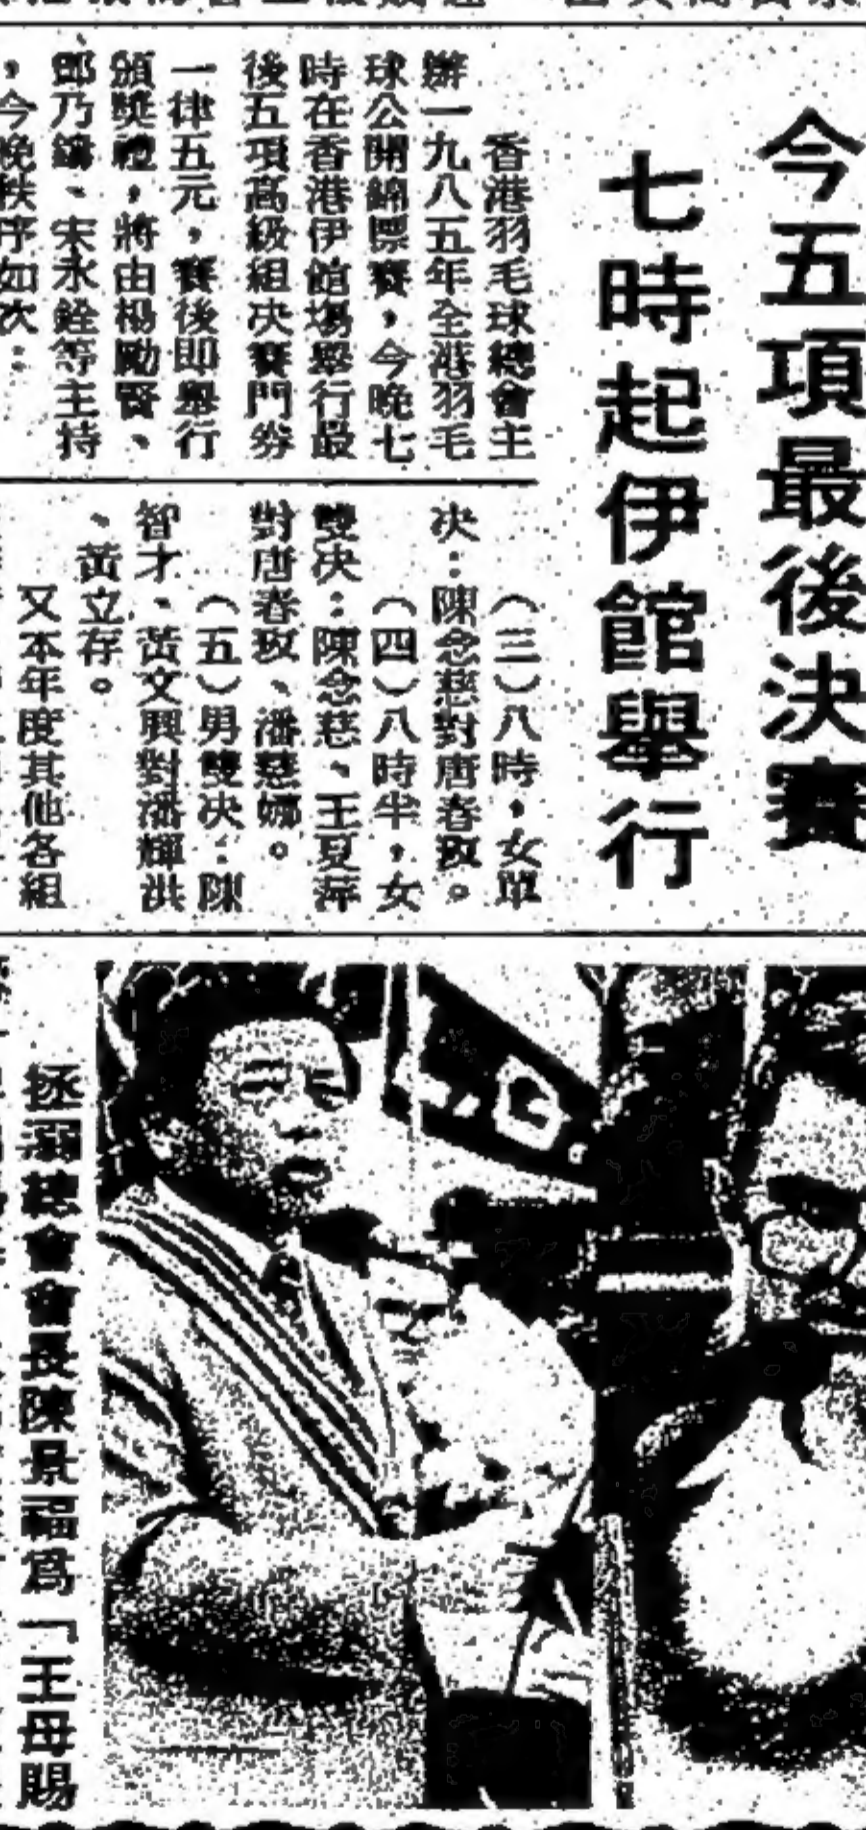 今五項最後決賽
七時起伊館舉行
香港羽毛球總會主
辦一九八五年全港羽毛
球公開錦標賽，今晚七
時在香港伊館場舉行最
後五項高級組决賽門券
一律五元，賽後即舉行
頒獎禮，將由楊勵賢、
鄧乃鏘、宋永銓等主持
，今晚秩序如次：
（三）八時，女單
决：陳念慈對唐春玫。
（四）八時半，女
雙决：陳念慈、王夏萍
對唐春玫、潘慧娜。
（五）男雙决：陳
智才、黃文興對潘輝洪
、黃立存。
又本年度其他各組
拯溺總會會長陳景福爲「王母賜